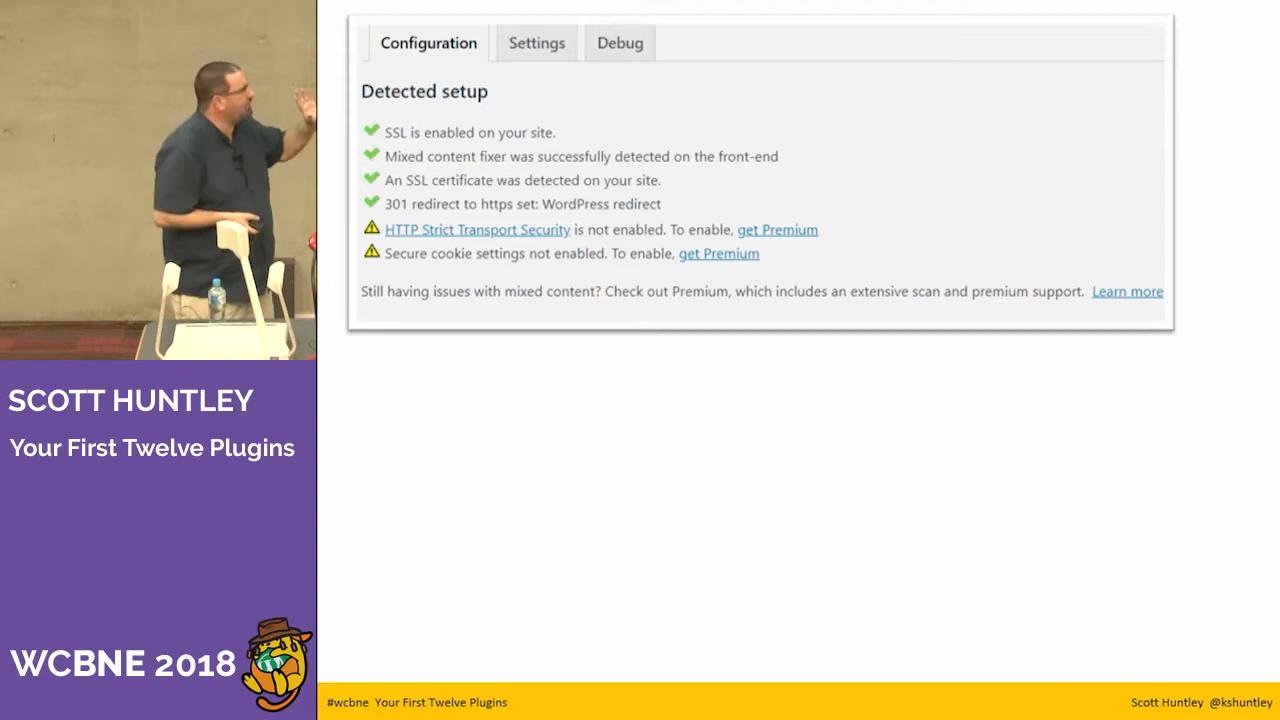 Configuration
Settings
Debug
Detected setup
SSL is enabled on your site.
Mixed content fixer was successfully detected on the front-end
An SSL certificate was detected on your site.
301 redirect to https set: WordPress redirect
HTTP Strict Transport Security is not enabled. To enable, get Premium
Secure cookie settings not enabled. To enable, get Premium
Still having issues with mixed content? Check out Premium, which includes an extensive scan and premium support. Learn more
SCOTT HUNTLEY
Your First Twelve Plugins
WCBNE 2018
#wcbne Your First Twelve Plugins
Scott Huntley @kshuntley